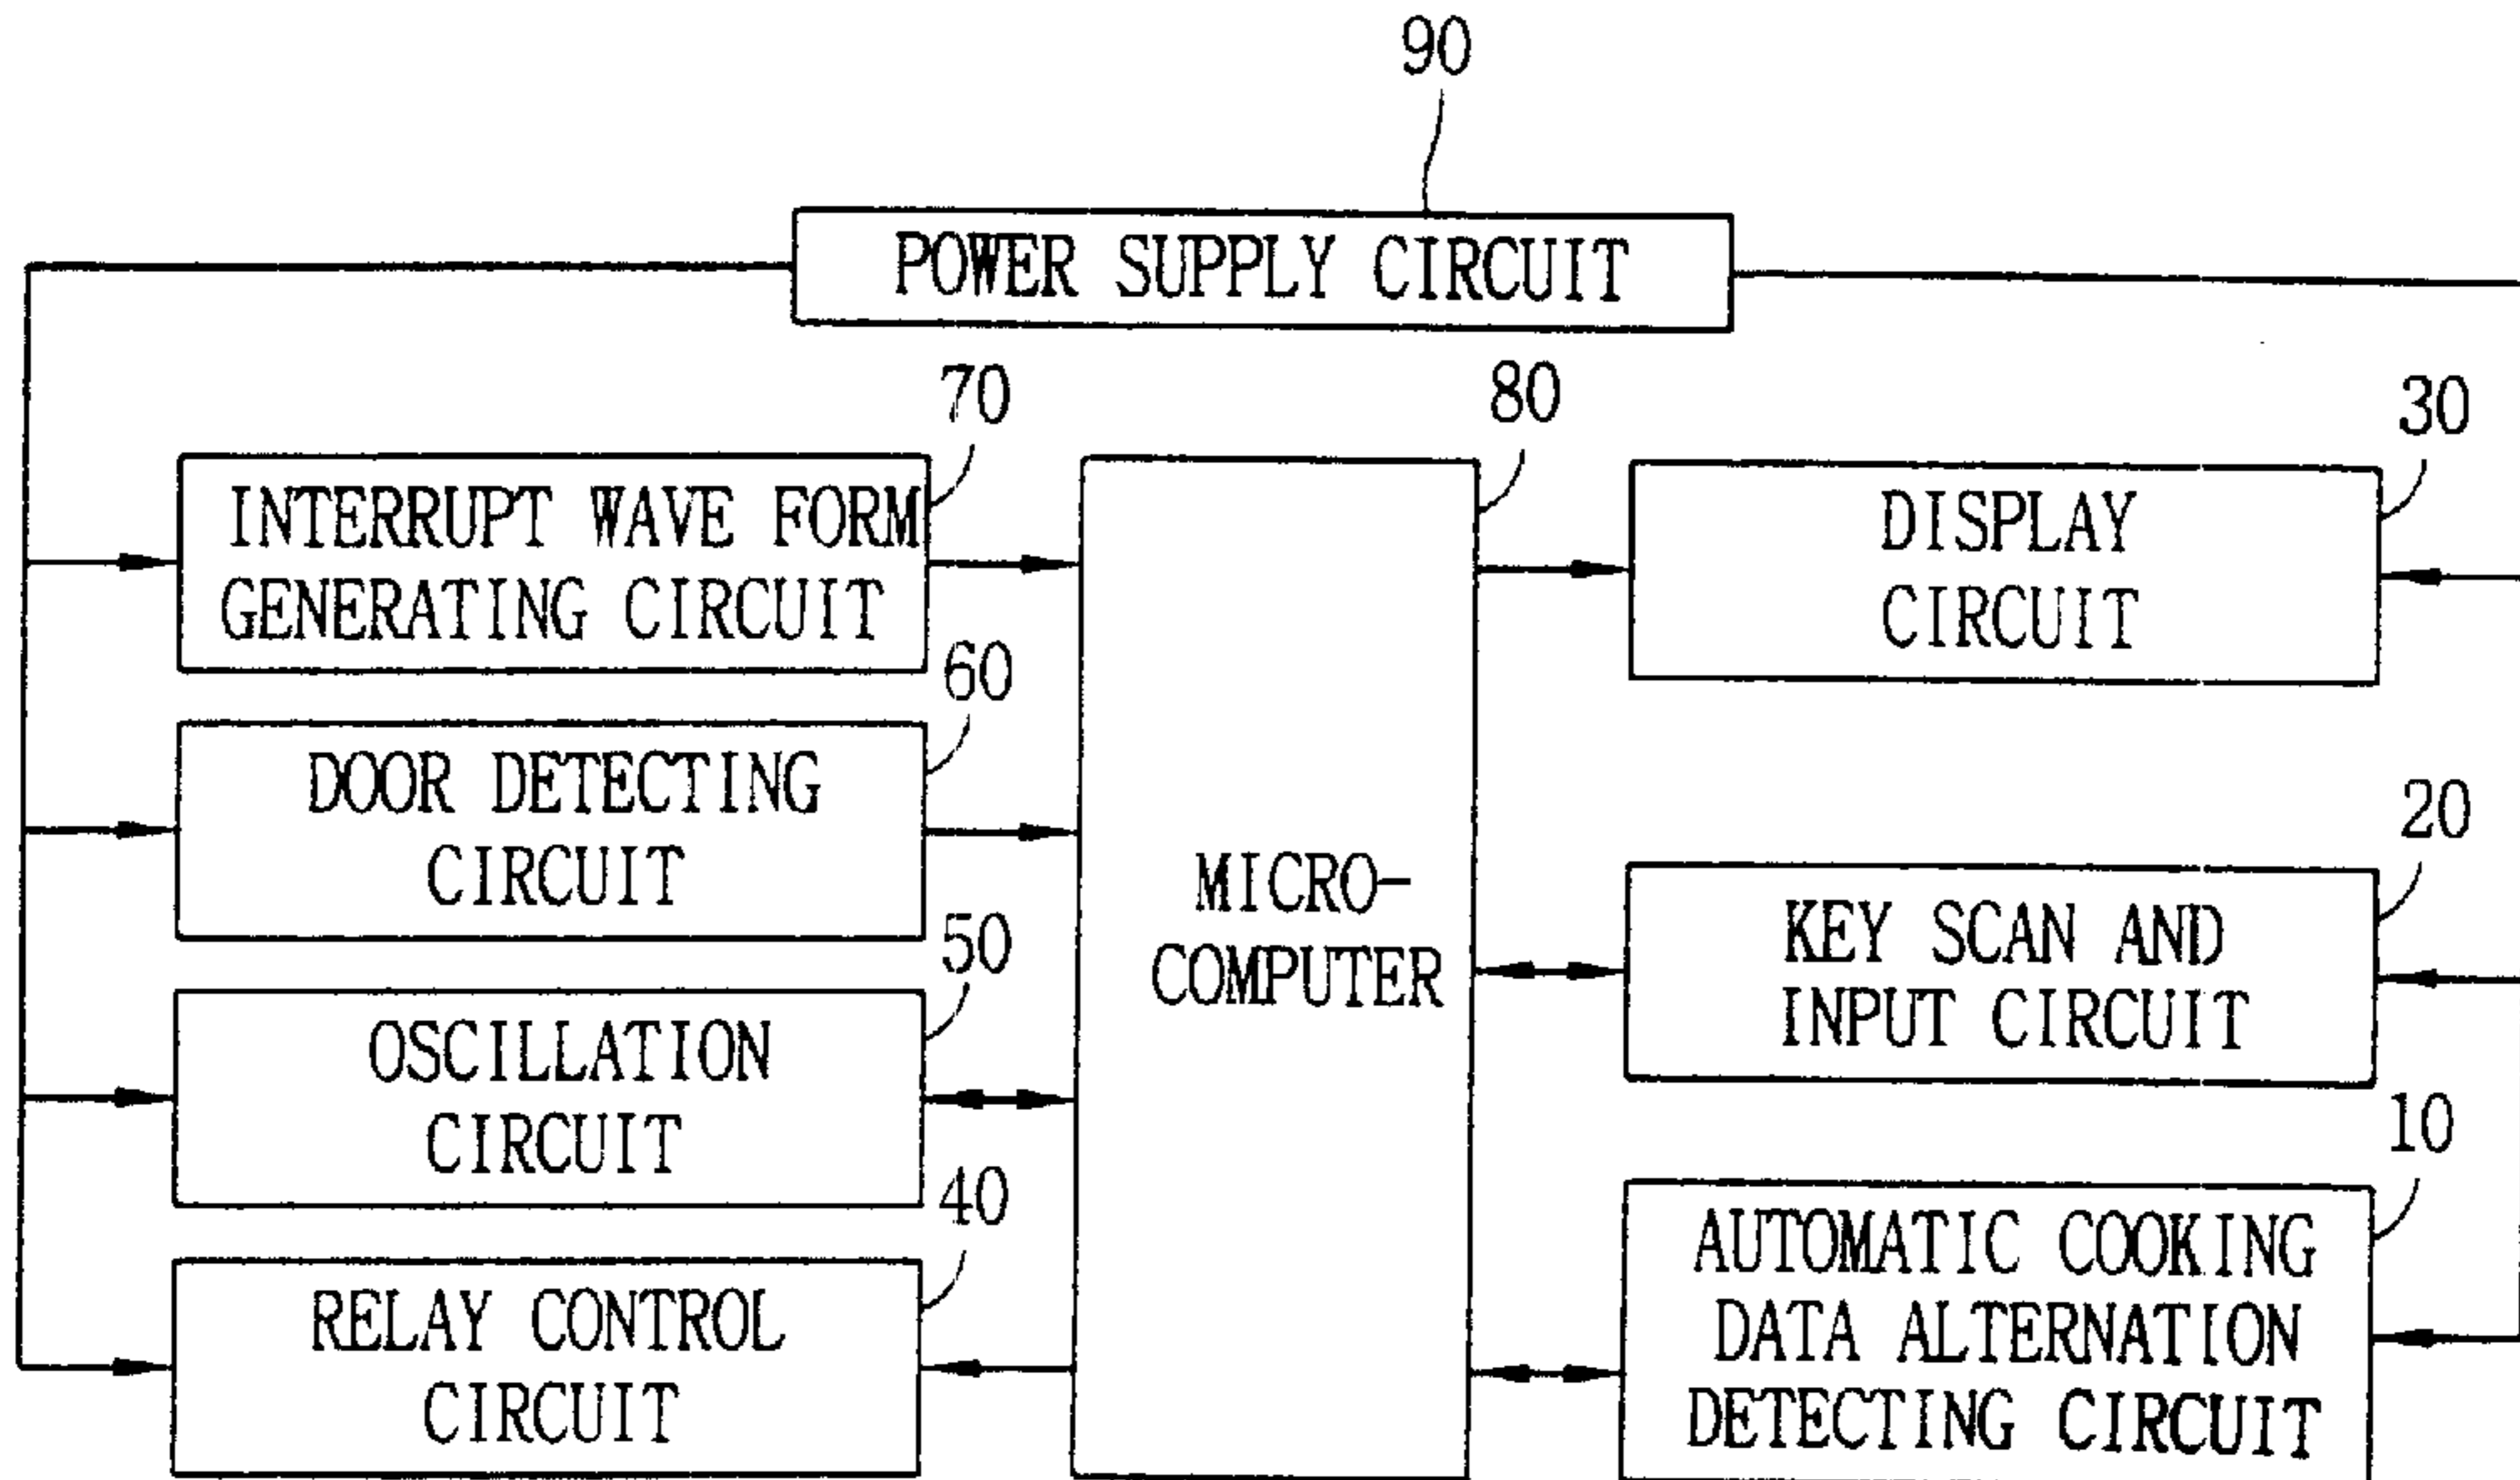 90
POWER SUPPLY CIRCUIT
70
INTERRUPT WAVE FORM
GENERATING CIRCUIT
80
30
DISPLAY
CIRCUIT
60
DOOR DETECTING
CIRCUIT
MICRO-
COMPUTER
20
KEY SCAN AND
INPUT CIRCUIT
50
OSCILLATION
CIRCUIT
10
AUTOMATIC COOKING
DATA ALTERNATION
DETECTING CIRCUIT
40
RELAY CONTROL
CIRCUIT